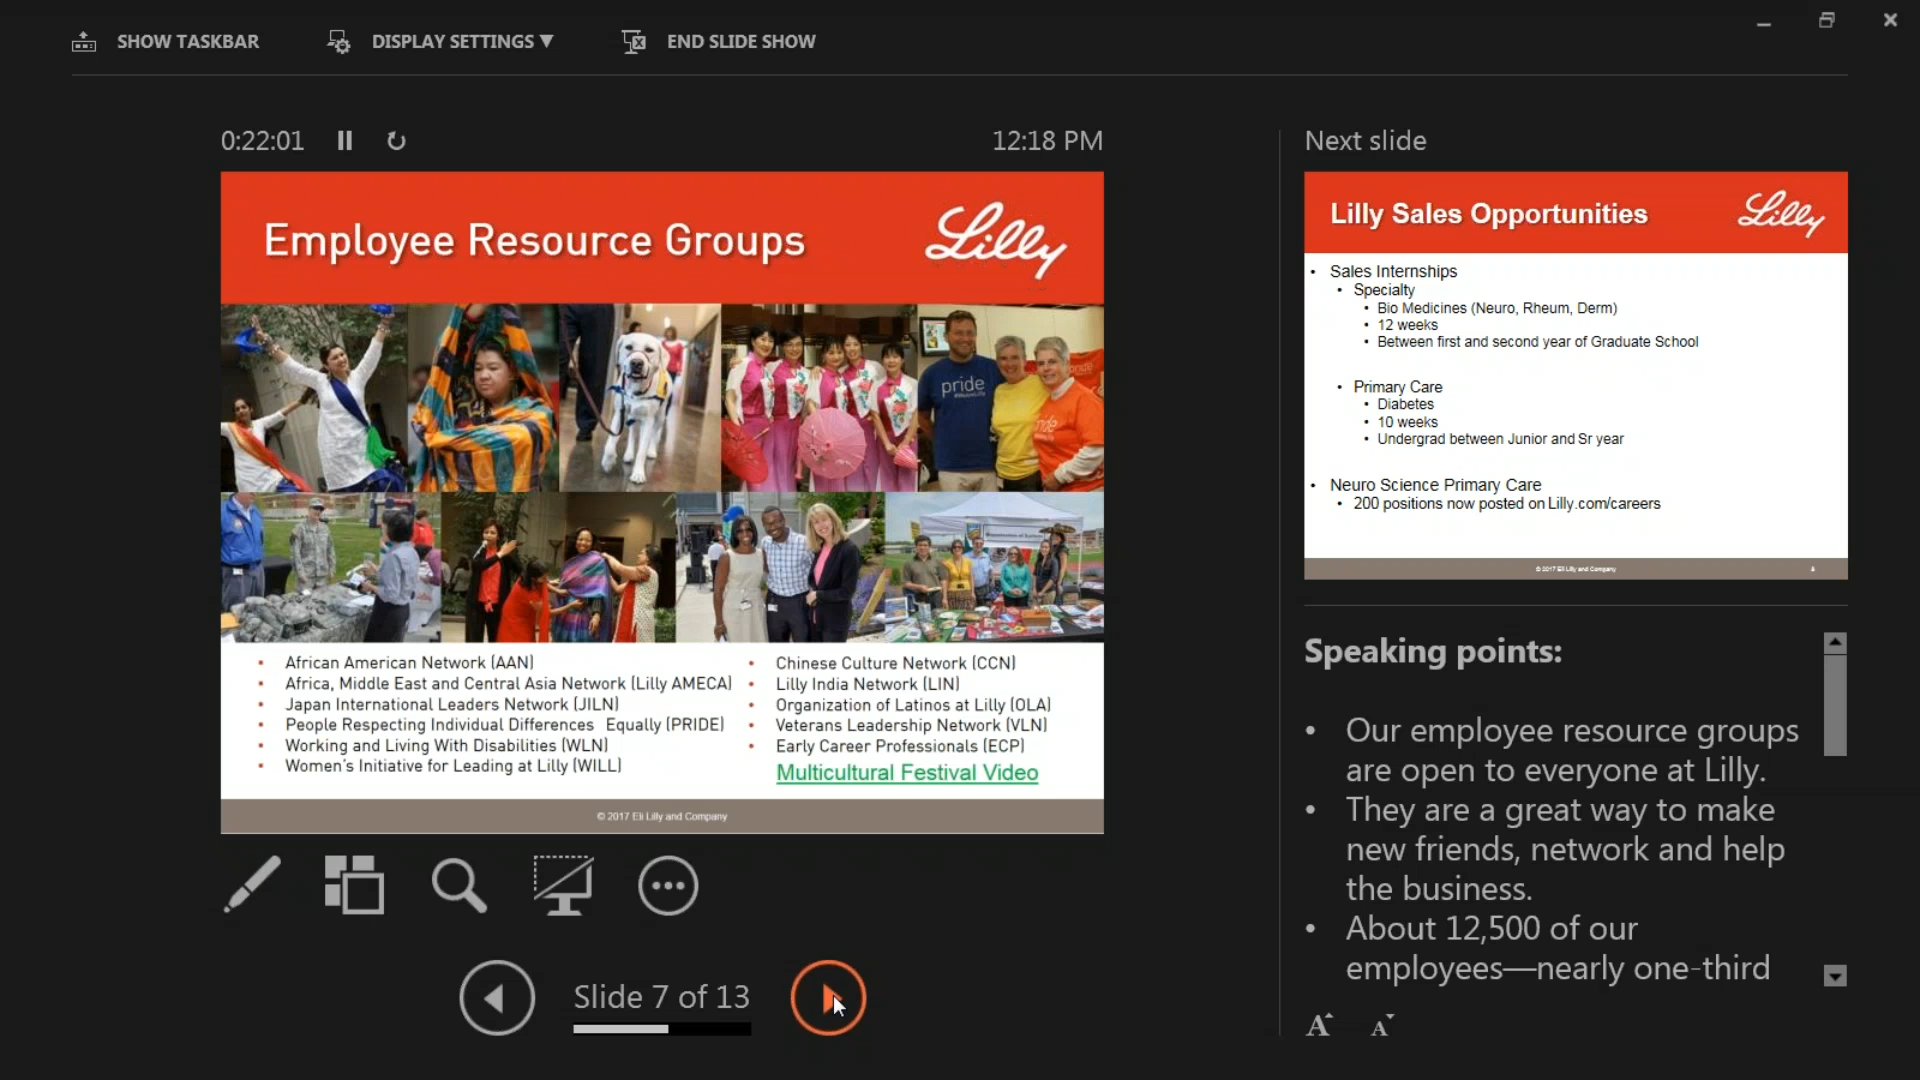 SHOW TASKBAR
DISPLAY SETTINGS ▼
END SLIDE SHOW
0:22:01
12:18 PM
Employee Resource Groups
Lilly
pride
• African American Network (AAN)
• Africa, Middle East and Central Asia Network (Lilly AMECA)
• Japan International Leaders Network (JILN)
• People Respecting Individual Differences Equally (PRIDE)
• Working and Living With Disabilities (WLN)
• Women's Initiative for Leading at Lilly (WILL)
• Chinese Culture Network (CCN)
• Lilly India Network (LIN)
• Organization of Latinos at Lilly (OLA)
• Veterans Leadership Network (VLN)
• Early Career Professionals (ECP)
Multicultural Festival Video
© 2017 Eli Lilly and Company
Slide 7 of 13
Next slide
Lilly Sales Opportunities
Lilly
• Sales Internships
• Specialty
• Bio Medicines (Neuro, Rheum, Derm)
• 12 weeks
• Between first and second year of Graduate School
• Primary Care
• Diabetes
• 10 weeks
• Undergrad between Junior and Sr year
• Neuro Science Primary Care
• 200 positions now posted on Lilly.com/careers
© 2017 Eli Lilly and Company
8
Speaking points:
• Our employee resource groups
are open to everyone at Lilly.
• They are a great way to make
new friends, network and help
the business.
• About 12,500 of our
employees—nearly one-third
A A